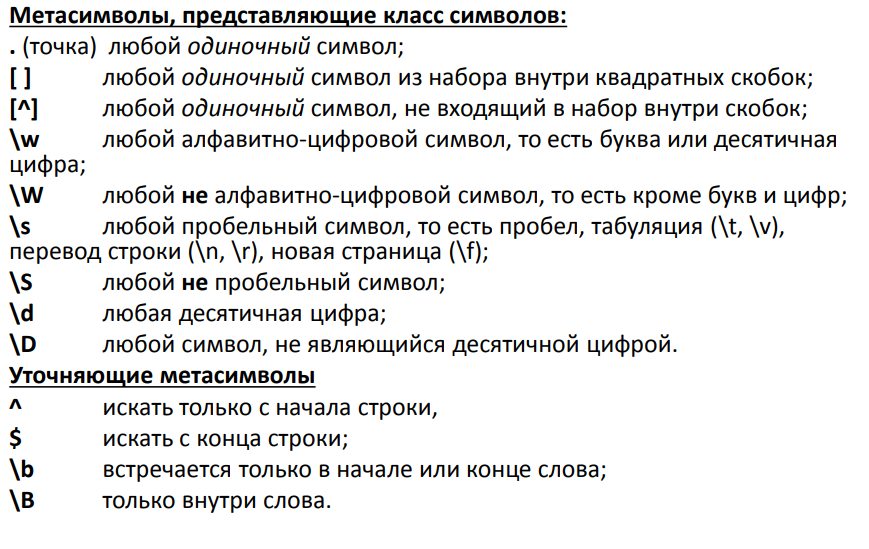 Метасимволы, представляющие класс символов:
. (точка) любой одиночный символ;
[ ] любой одиночный символ из набора внутри квадратных скобок;
[^] любой одиночный символ, не входящий в набор внутри скобок;
\w любой алфавитно-цифровой символ, то есть буква или десятичная
цифра;
\W любой не алфавитно-цифровой символ, то есть кроме букв и цифр;
\s любой пробельный символ, то есть пробел, табуляция (\t, \v),
перевод строки (\n, \r), новая страница (\f);
\S любой не пробельный символ;
\d любая десятичная цифра;
\D любой символ, не являющийся десятичной цифрой.
Уточняющие метасимволы
^ искать только с начала строки,
$ искать с конца строки;
\b встречается только в начале или конце слова;
\B только внутри слова.